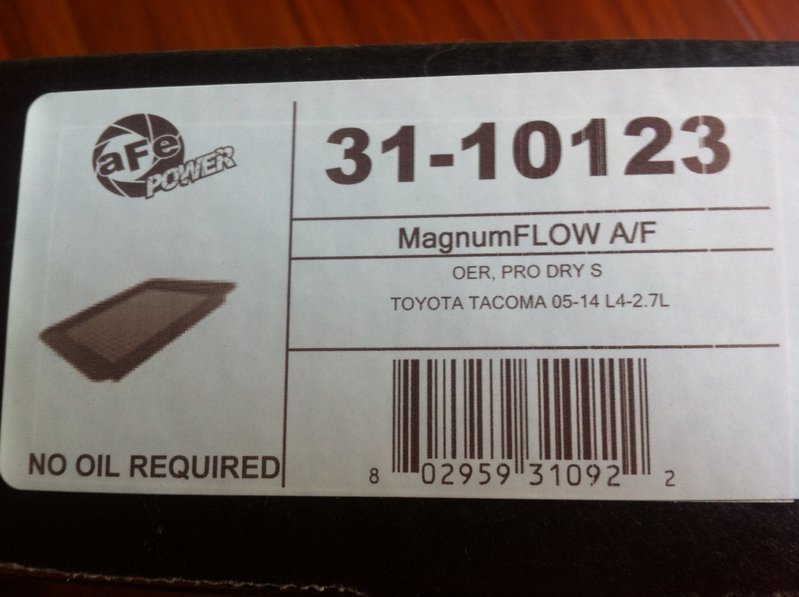 aFe POWER
31-10123
MagnumFLOW A/F
OER, PRO DRY S
TOYOTA TACOMA 05-14 L4-2.7L
NO OIL REQUIRED
8 02959 31092 2